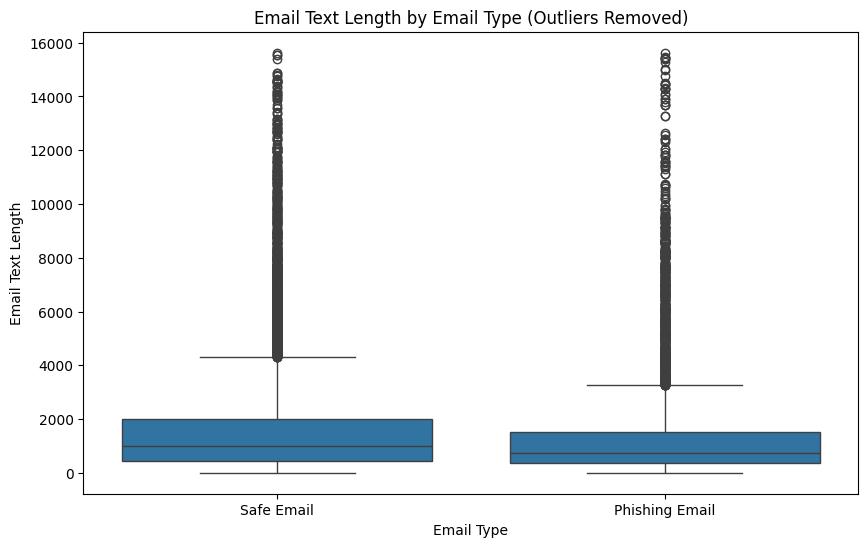 Email Text Length by Email Type (Outliers Removed)
16000
14000
12000
10000
8000
6000
4000
2000
0
Email Text Length
Safe Email
Phishing Email
Email Type